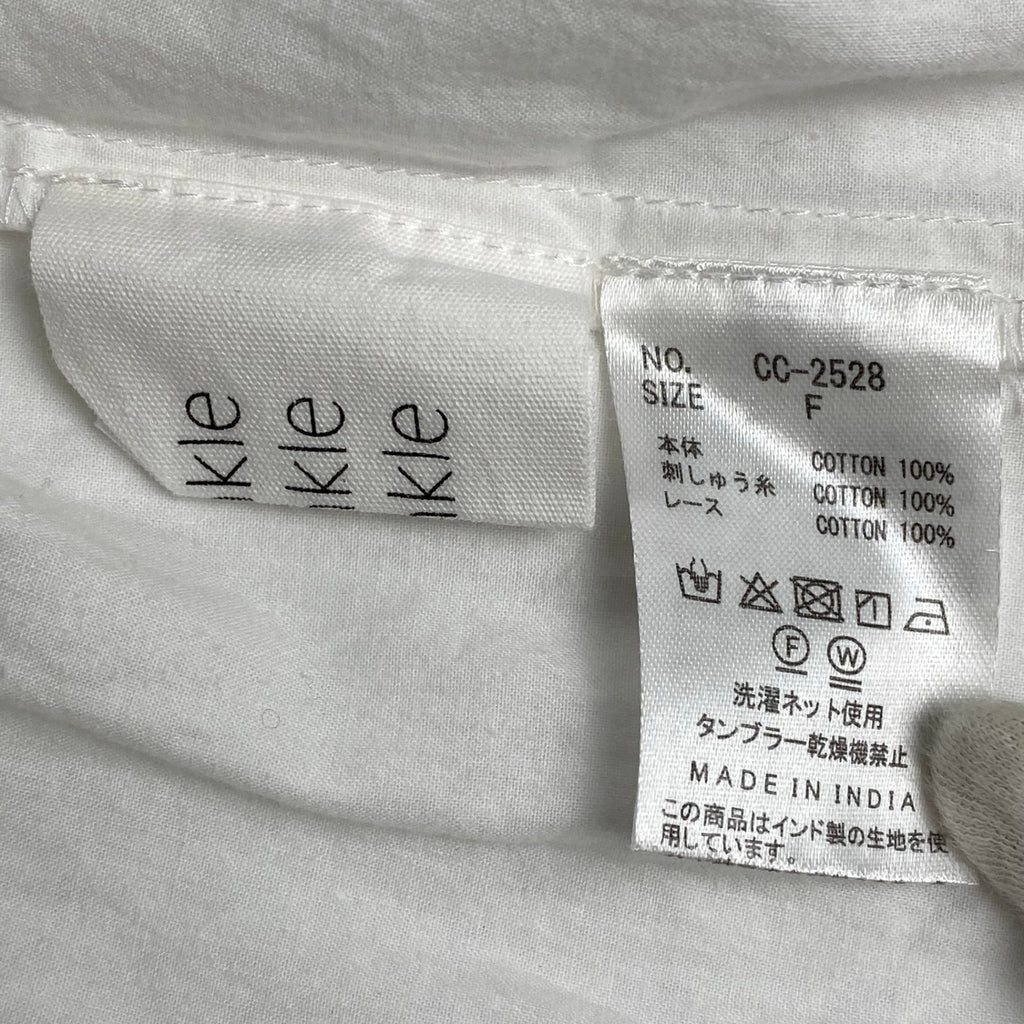 kle
kle
kle
NO. CC-2528
SIZE F
本体 COTTON 100%
刺しゅう糸 COTTON 100%
レース COTTON 100%
F
W
洗濯ネット使用
タンブラー乾燥機禁止
MADE IN INDIA
この商品はインド製の生地を使
用しています。